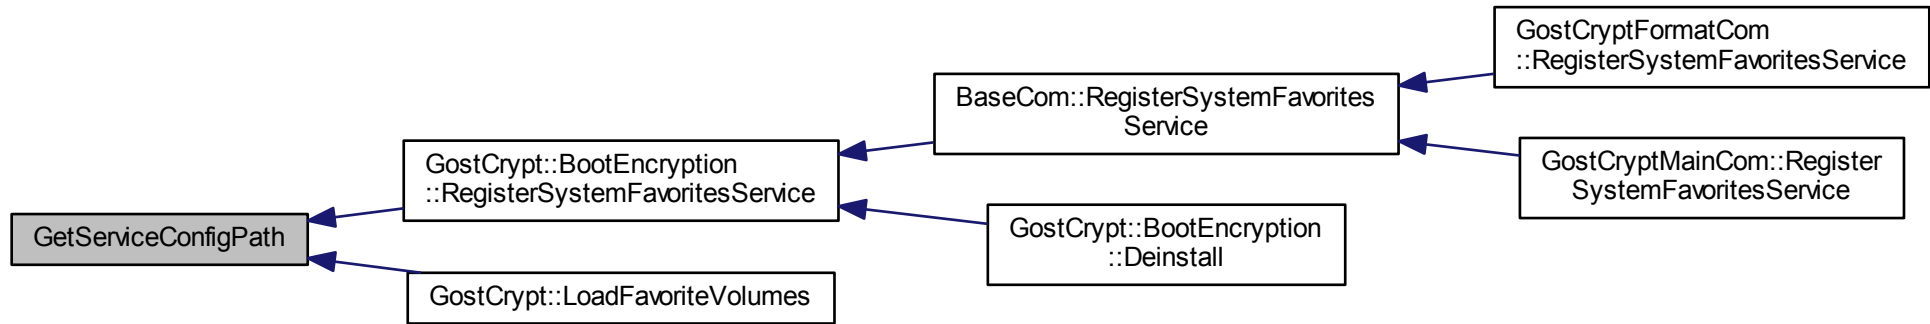 GetServiceConfigPath
GostCrypt::BootEncryption
::RegisterSystemFavoritesService
GostCrypt::LoadFavoriteVolumes
BaseCom::RegisterSystemFavorites
Service
GostCrypt::BootEncryption
::Deinstall
GostCryptFormatCom
::RegisterSystemFavoritesService
GostCryptMainCom::Register
SystemFavoritesService